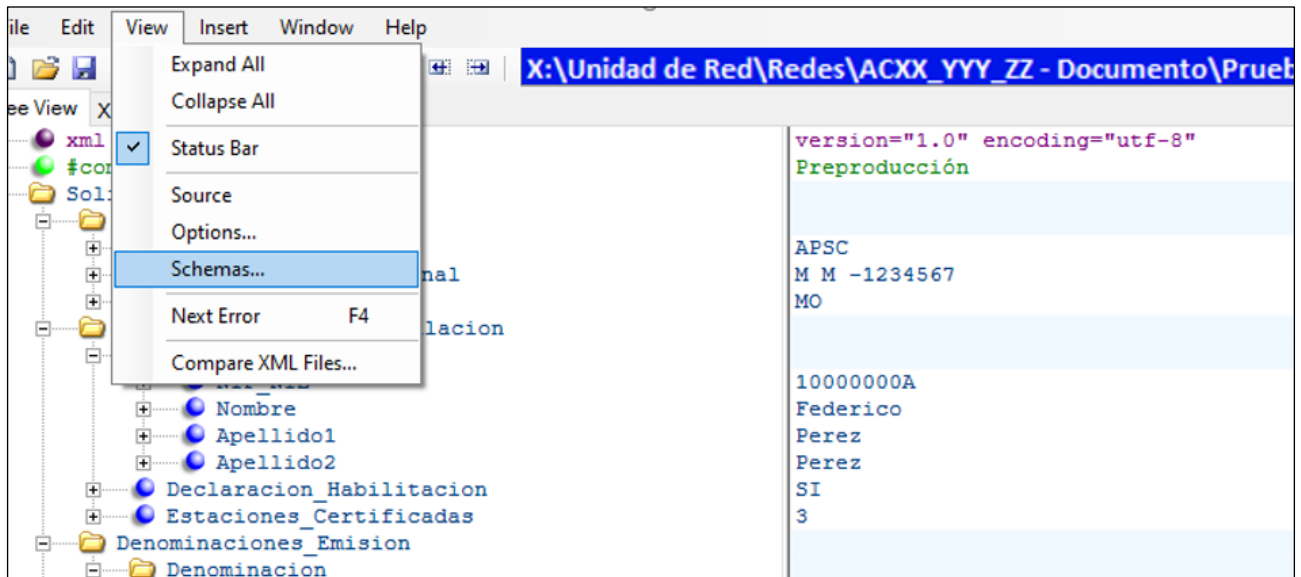 ile Edit View Insert Window Help
X:\Unidad de Red\Redes\ACXX_YYY_ZZ - Documento\Prueb
ee View X
Expand All
Collapse All
Status Bar
Source
Options...
Schemas...
Next Error F4
Compare XML Files...
xml version="1.0" encoding="utf-8"
#con Preproducción
Soli
APSC
nal M M -1234567
MO
lacion
10000000A
Nombre Federico
Apellido1 Perez
Apellido2 Perez
Declaracion_Habilitacion SI
Estaciones_Certificadas 3
Denominaciones_Emision
Denominacion